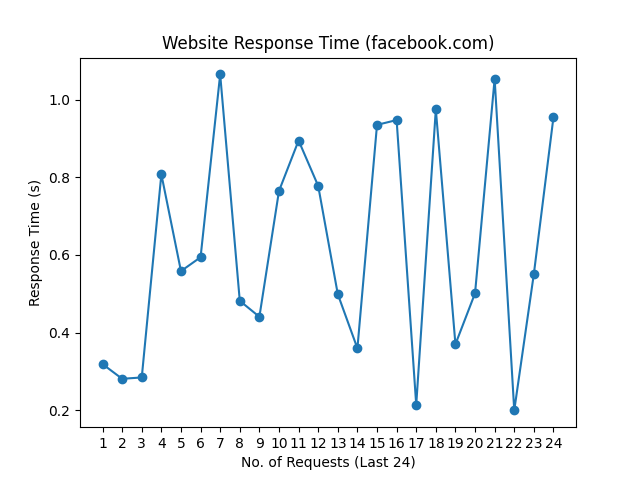 Website Response Time (facebook.com)
Response Time (s)
1.0
0.8
0.6
0.4
0.2
1 2 3 4 5 6 7 8 9 10 11 12 13 14 15 16 17 18 19 20 21 22 23 24
No. of Requests (Last 24)